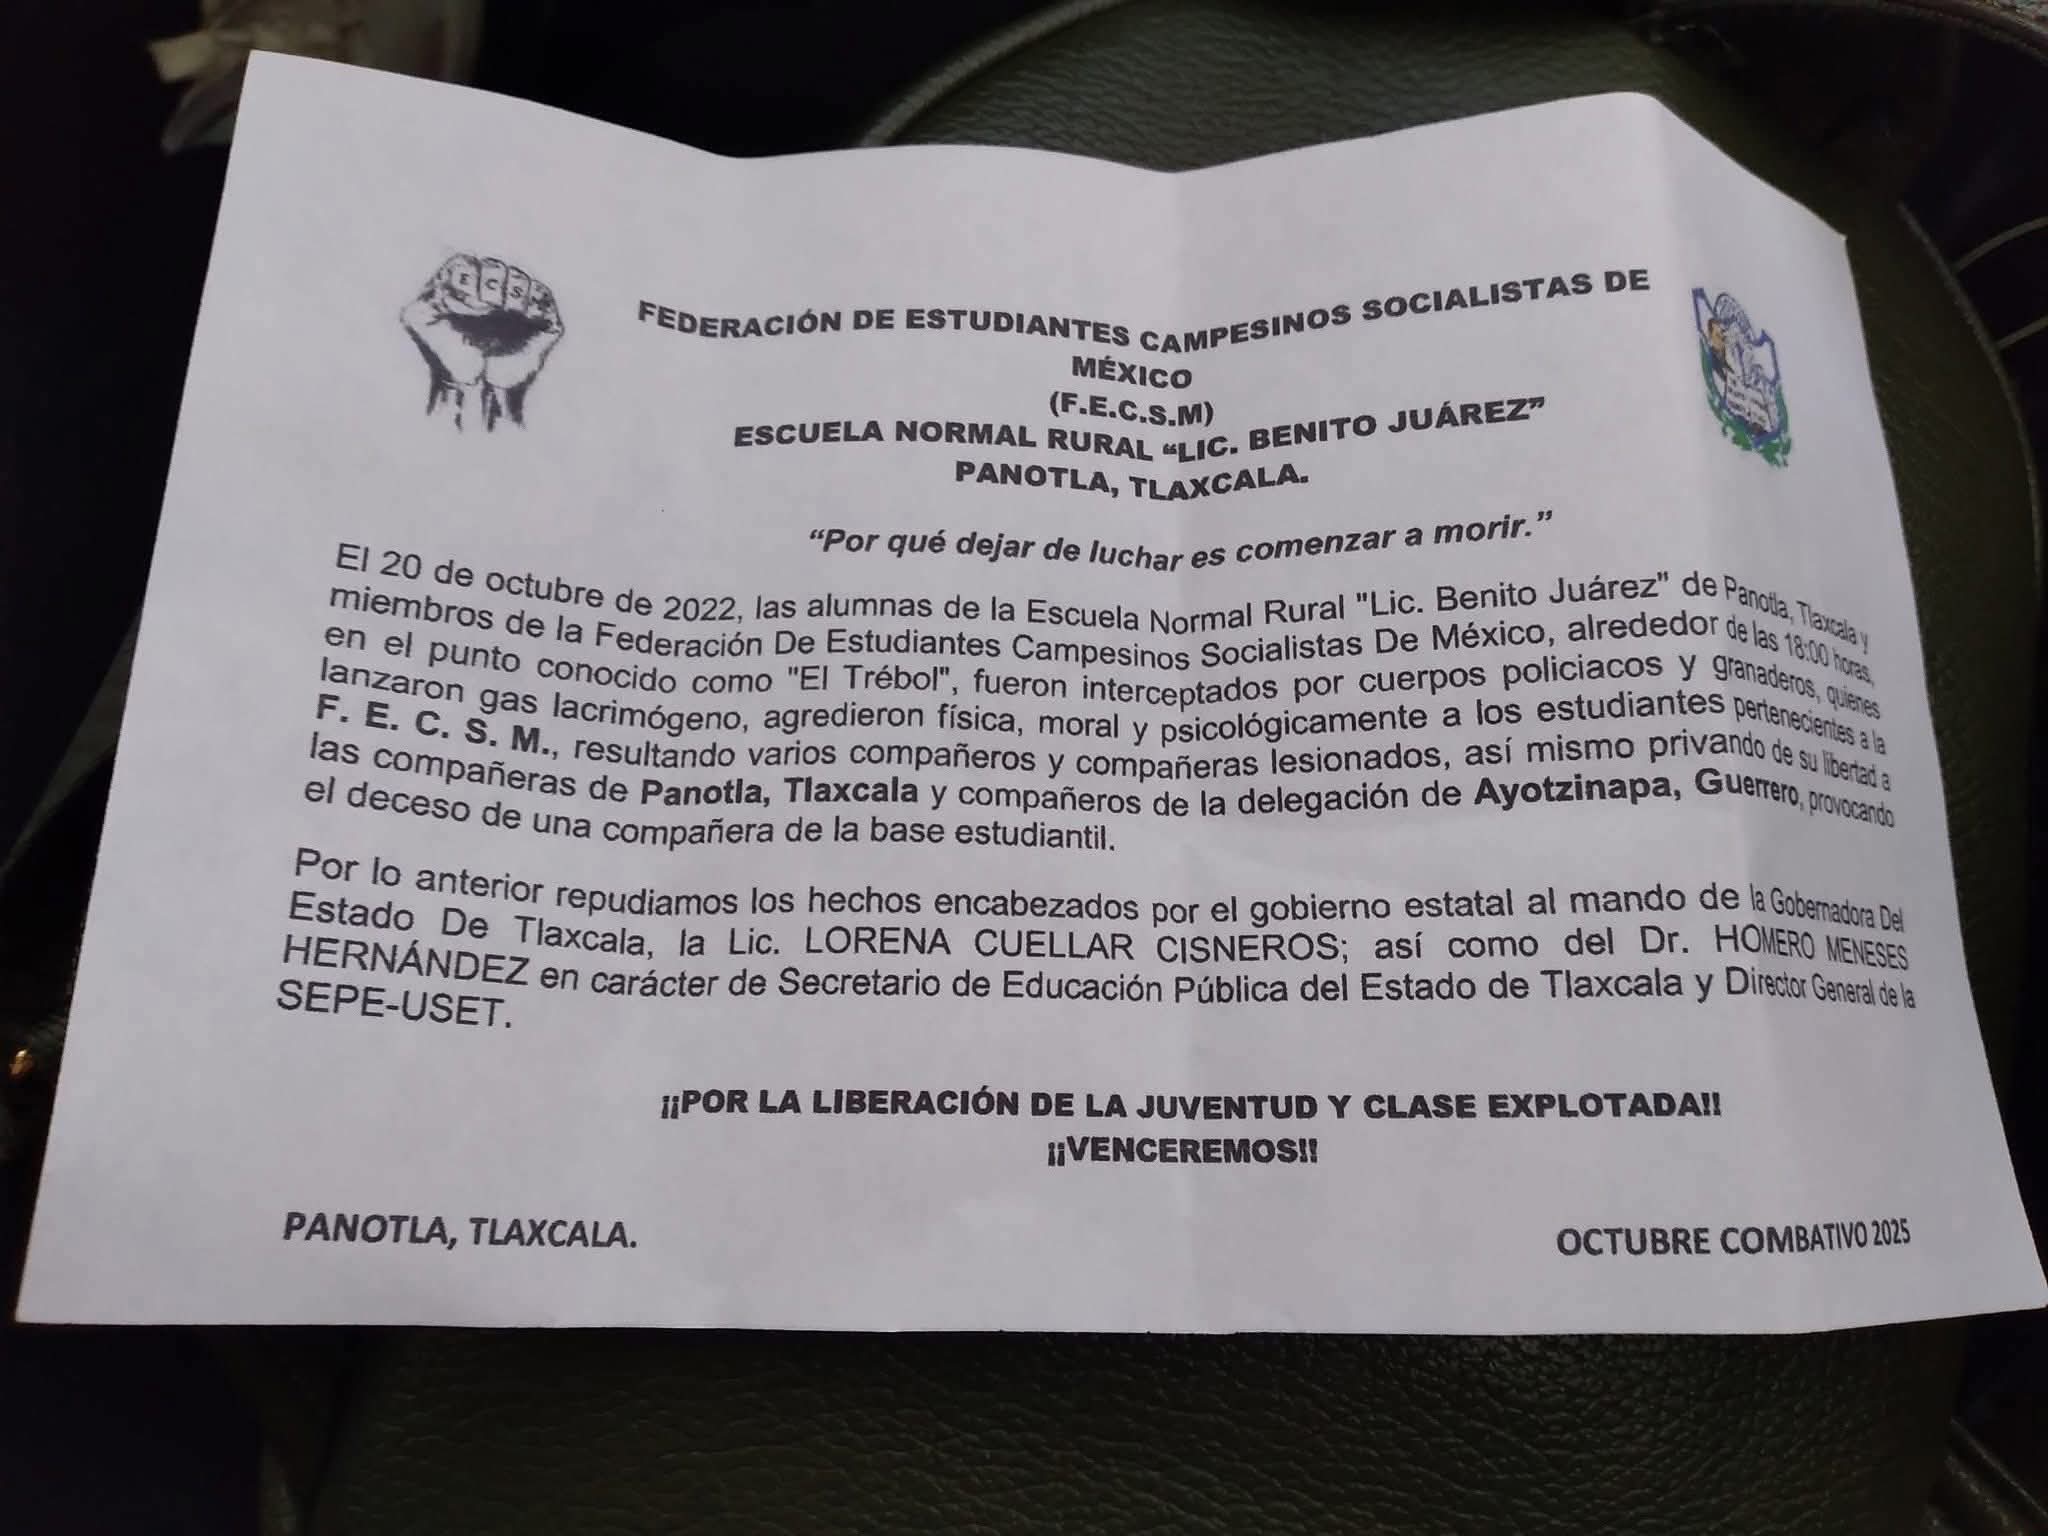 E C S M
FEDERACIÓN DE ESTUDIANTES CAMPESINOS SOCIALISTAS DE
MÉXICO
(F.E.C.S.M)
ESCUELA NORMAL RURAL “LIC. BENITO JUÁREZ”
PANOTLA, TLAXCALA.
“Por qué dejar de luchar es comenzar a morir.”
El 20 de octubre de 2022, las alumnas de la Escuela Normal Rural "Lic. Benito Juárez" de Panotla, Tlaxcala y
miembros de la Federación De Estudiantes Campesinos Socialistas De México, alrededor de las 18:00 horas,
en el punto conocido como "El Trébol", fueron interceptados por cuerpos policiacos y granaderos, quienes
lanzaron gas lacrimógeno, agredieron física, moral y psicológicamente a los estudiantes pertenecientes a la
F. E. C. S. M., resultando varios compañeros y compañeras lesionados, así mismo privando de su libertad a
las compañeras de Panotla, Tlaxcala y compañeros de la delegación de Ayotzinapa, Guerrero, provocando
el deceso de una compañera de la base estudiantil.
Por lo anterior repudiamos los hechos encabezados por el gobierno estatal al mando de la Gobernadora Del
Estado De Tlaxcala, la Lic. LORENA CUELLAR CISNEROS; así como del Dr. HOMERO MENESES
HERNÁNDEZ en carácter de Secretario de Educación Pública del Estado de Tlaxcala y Director General de la
SEPE-USET.
¡¡POR LA LIBERACIÓN DE LA JUVENTUD Y CLASE EXPLOTADA!!
¡¡VENCEREMOS!!
PANOTLA, TLAXCALA.
OCTUBRE COMBATIVO 2025